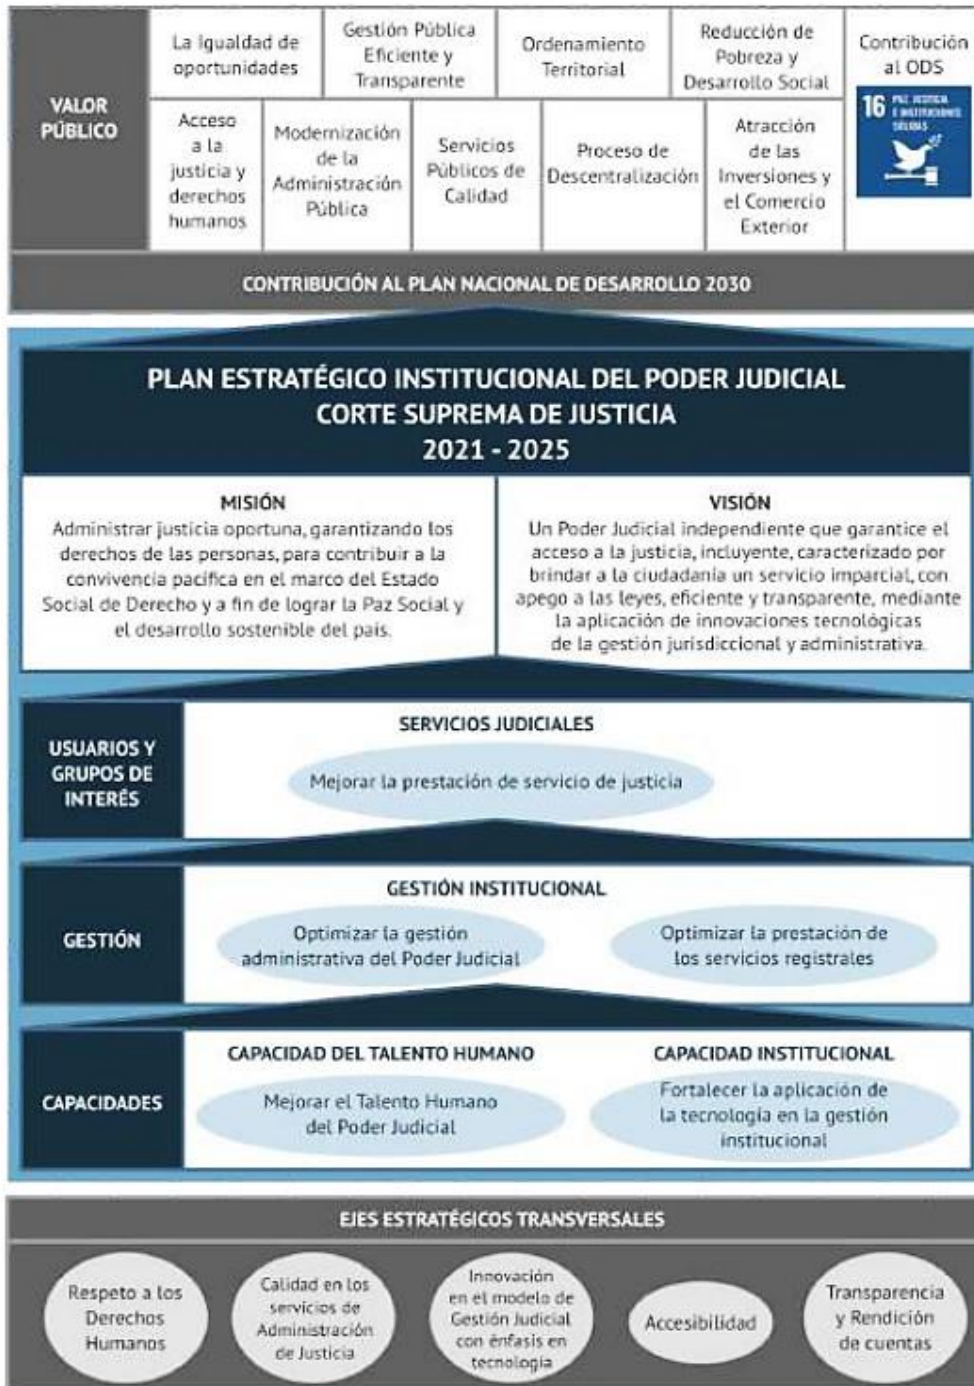 VALOR
PÚBLICO
La igualdad de
oportunidades
Gestión Pública
Eficiente y
Transparente
Ordenamiento
Territorial
Reducción de
Pobreza y
Desarrollo Social
Contribución
al ODS
16 PAZ JUSTICIA
E INSTITUCIONES
SÓLIDAS
Acceso
a la
justicia y
derechos
humanos
Modernización
de la
Administración
Pública
Servicios
Públicos de
Calidad
Proceso de
Descentralización
Atracción
de las
Inversiones y
el Comercio
Exterior
CONTRIBUCIÓN AL PLAN NACIONAL DE DESARROLLO 2030
PLAN ESTRATÉGICO INSTITUCIONAL DEL PODER JUDICIAL
CORTE SUPREMA DE JUSTICIA
2021 - 2025
MISIÓN
Administrar justicia oportuna, garantizando los
derechos de las personas, para contribuir a la
convivencia pacífica en el marco del Estado
Social de Derecho y a fin de lograr la Paz Social y
el desarrollo sostenible del país.
VISIÓN
Un Poder Judicial independiente que garantice el
acceso a la justicia, incluyente, caracterizado por
brindar a la ciudadanía un servicio imparcial, con
apego a las leyes, eficiente y transparente, mediante
la aplicación de innovaciones tecnológicas
de la gestión jurisdiccional y administrativa.
USUARIOS Y
GRUPOS DE
INTERÉS
SERVICIOS JUDICIALES
Mejorar la prestación de servicio de justicia
GESTIÓN
GESTIÓN INSTITUCIONAL
Optimizar la gestión
administrativa del Poder Judicial
Optimizar la prestación de
los servicios registrales
CAPACIDADES
CAPACIDAD DEL TALENTO HUMANO
Mejorar el Talento Humano
del Poder Judicial
CAPACIDAD INSTITUCIONAL
Fortalecer la aplicación de
la tecnología en la gestión
institucional
EJES ESTRATÉGICOS TRANSVERSALES
Respeto a los
Derechos
Humanos
Calidad en los
servicios de
Administración
de Justicia
Innovación
en el modelo de
Gestión Judicial
con énfasis en
tecnología
Accesibilidad
Transparencia
y Rendición
de cuentas